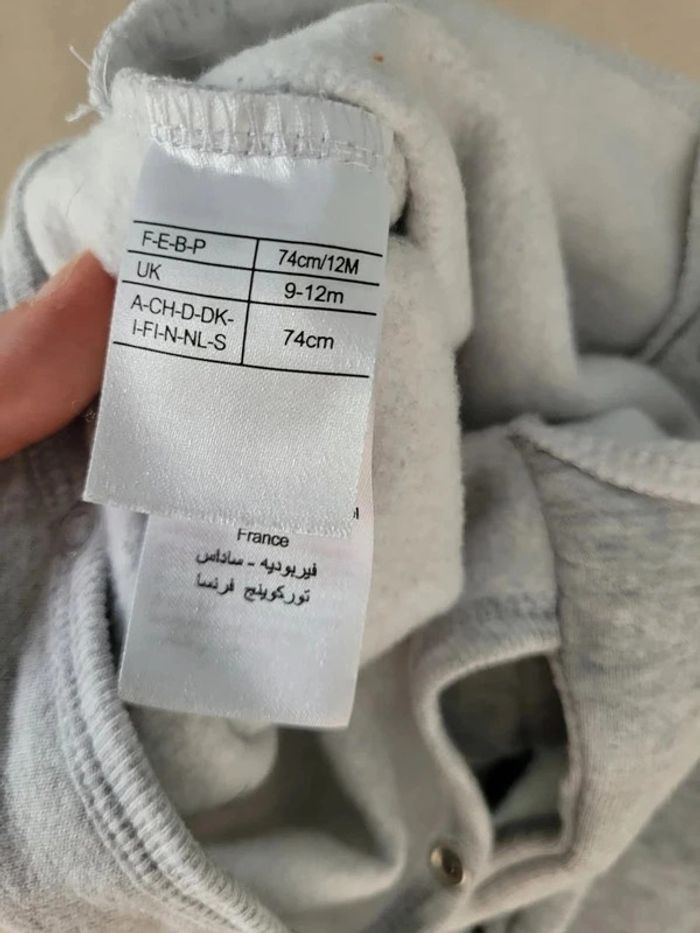 F-E-B-P 74cm/12M
UK 9-12m
A-CH-D-DK-
I-FI-N-NL-S 74cm
France
فيربوديه - ساداس
توركوينج فرنسا